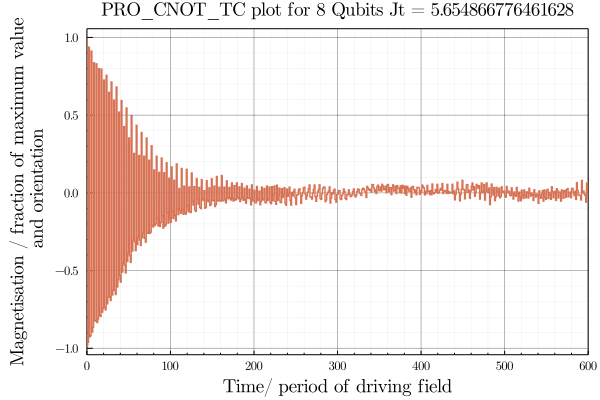 PRO_CNOT_TC plot for 8 Qubits Jt = 5.654866776461628
Magnetisation / fraction of maximum value
and orientation
1.0
0.5
0.0
−0.5
−1.0
0 100 200 300 400 500 600
Time/ period of driving field